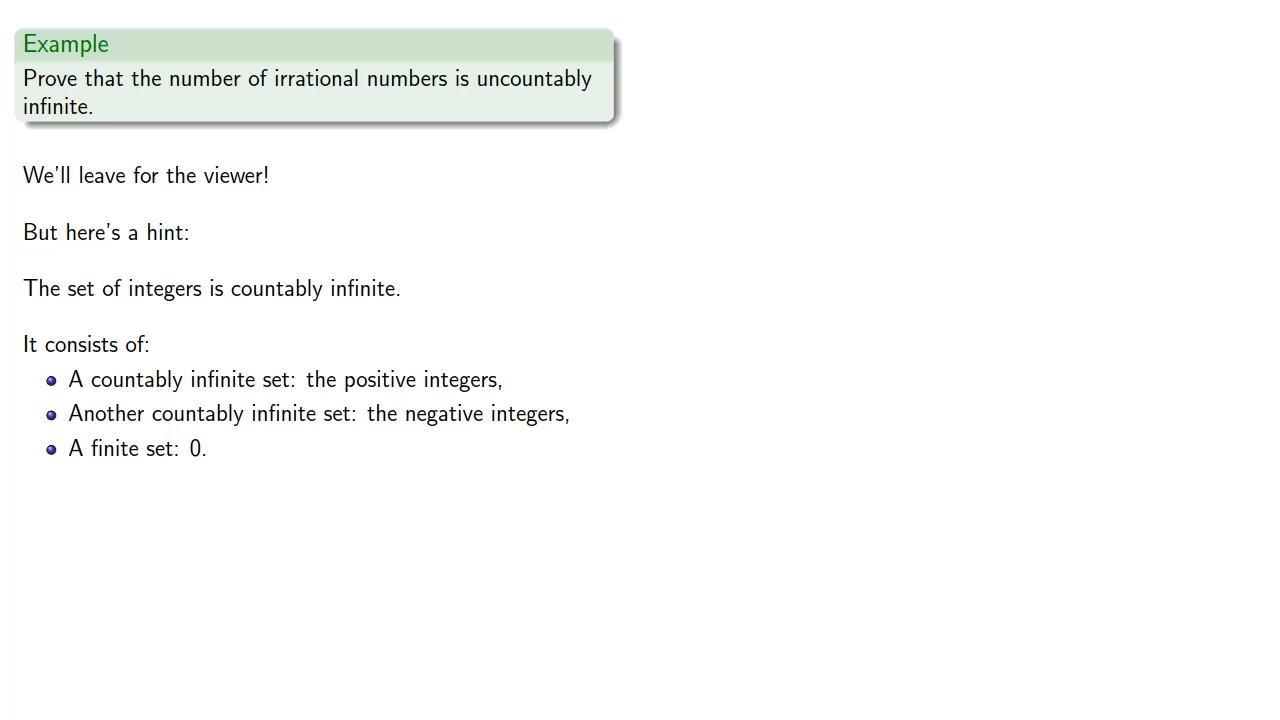 Example
Prove that the number of irrational numbers is uncountably
infinite.
We'll leave for the viewer!
But here's a hint:
The set of integers is countably infinite.
It consists of:
A countably infinite set: the positive integers,
Another countably infinite set: the negative integers,
A finite set: 0.